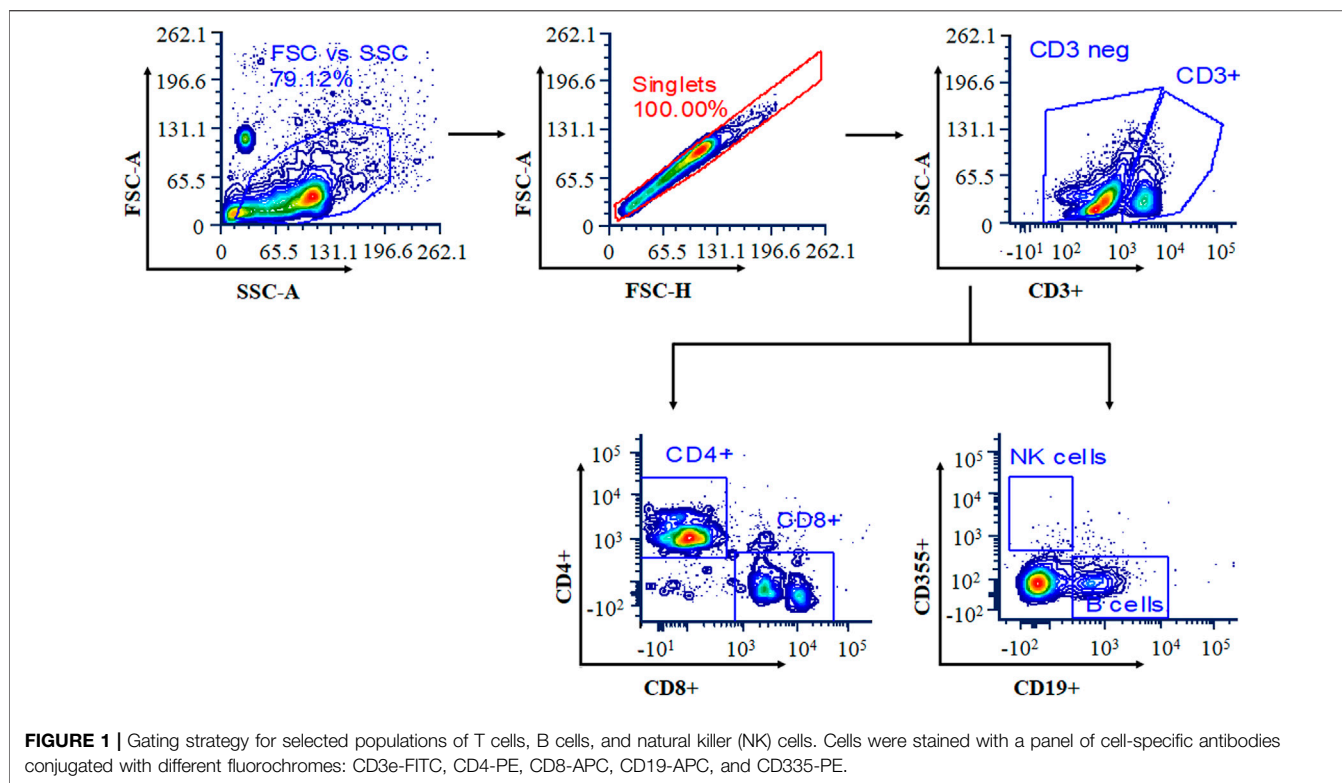 262.1
196.6
131.1
65.5
0
FSC-A
FSC vs SSC
79.12%
0 65.5 131.1 196.6 262.1
SSC-A
262.1
196.6
131.1
65.5
0
FSC-A
Singlets
100.00%
0 65.5 131.1 196.6 262.1
FSC-H
262.1
196.6
131.1
65.5
0
SSC-A
CD3 neg
CD3+
-10¹ 10² 10³ 10⁴ 10⁵
CD3+
10⁵
10⁴
10³
-10²
CD4+
CD4+
CD8+
-10¹ 10³ 10⁴ 10⁵
CD8+
10⁵
10⁴
10³
10²
-10²
CD355+
NK cells
B cells
-10² 10³ 10⁴ 10⁵
CD19+
FIGURE 1 | Gating strategy for selected populations of T cells, B cells, and natural killer (NK) cells. Cells were stained with a panel of cell-specific antibodies
conjugated with different fluorochromes: CD3e-FITC, CD4-PE, CD8-APC, CD19-APC, and CD335-PE.